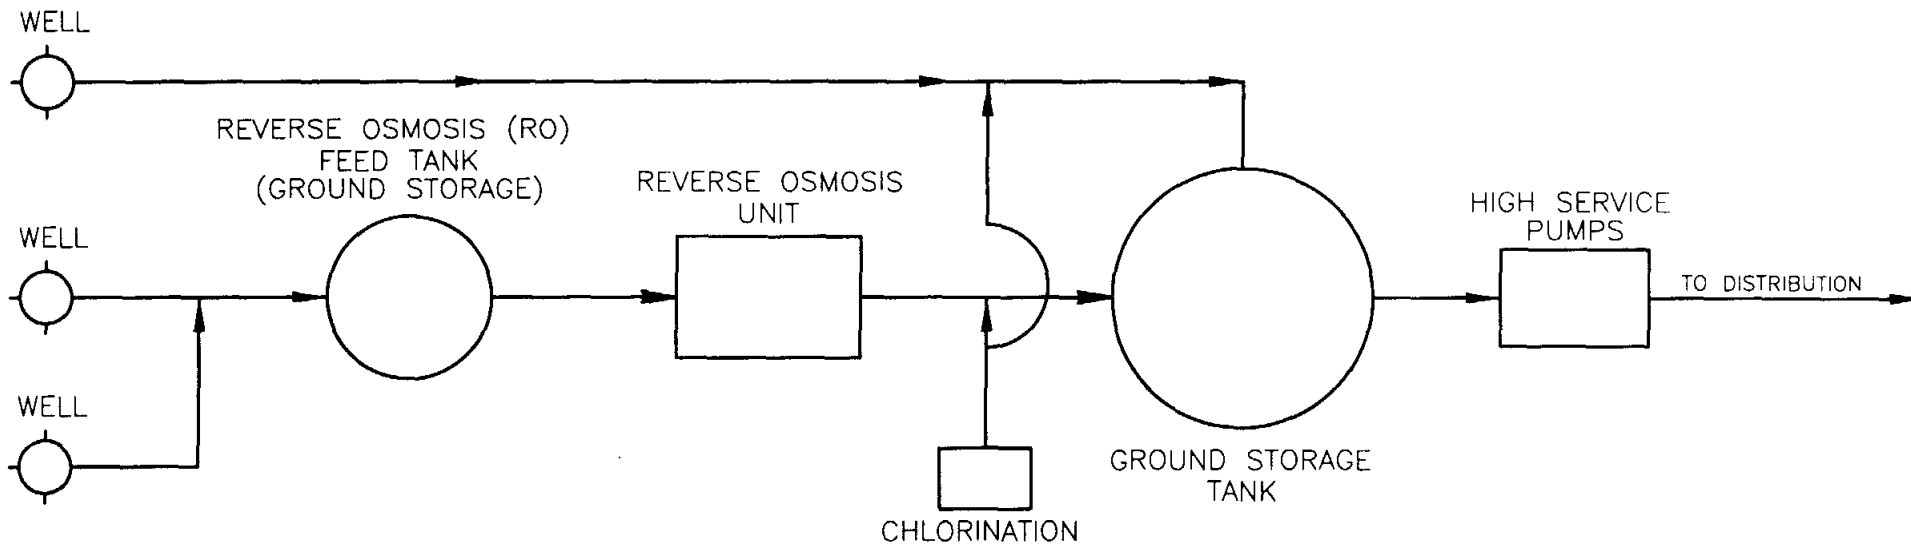 WELL
REVERSE OSMOSIS (RO)
FEED TANK
(GROUND STORAGE)
REVERSE OSMOSIS
UNIT
HIGH SERVICE
PUMPS
WELL
TO DISTRIBUTION
WELL
GROUND STORAGE
TANK
CHLORINATION